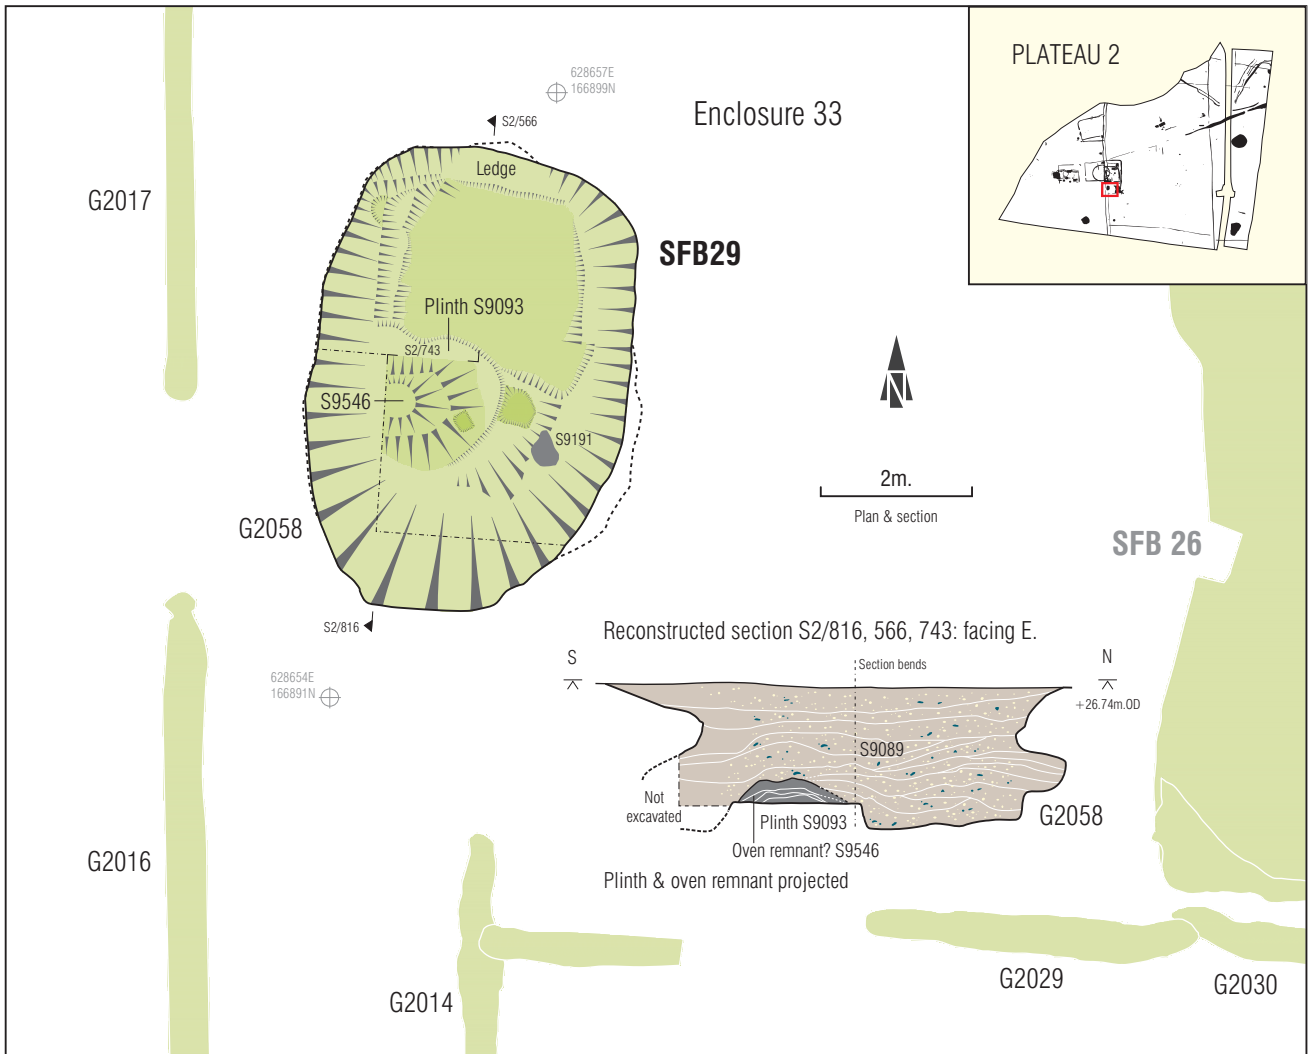 PLATEAU 2
628657E
166899N
Enclosure 33
S2/566
Ledge
G2017
SFB29
Plinth S9093
S2/743
S9546
S9191
N
2m.
Plan & section
G2058
SFB 26
S2/816
Reconstructed section S2/816, 566, 743: facing E.
S
Section bends
N
628654E
166891N
+26.74m.OD
S9089
Not
excavated
Plinth S9093
G2058
Oven remnant? S9546
Plinth & oven remnant projected
G2016
G2014
G2029
G2030